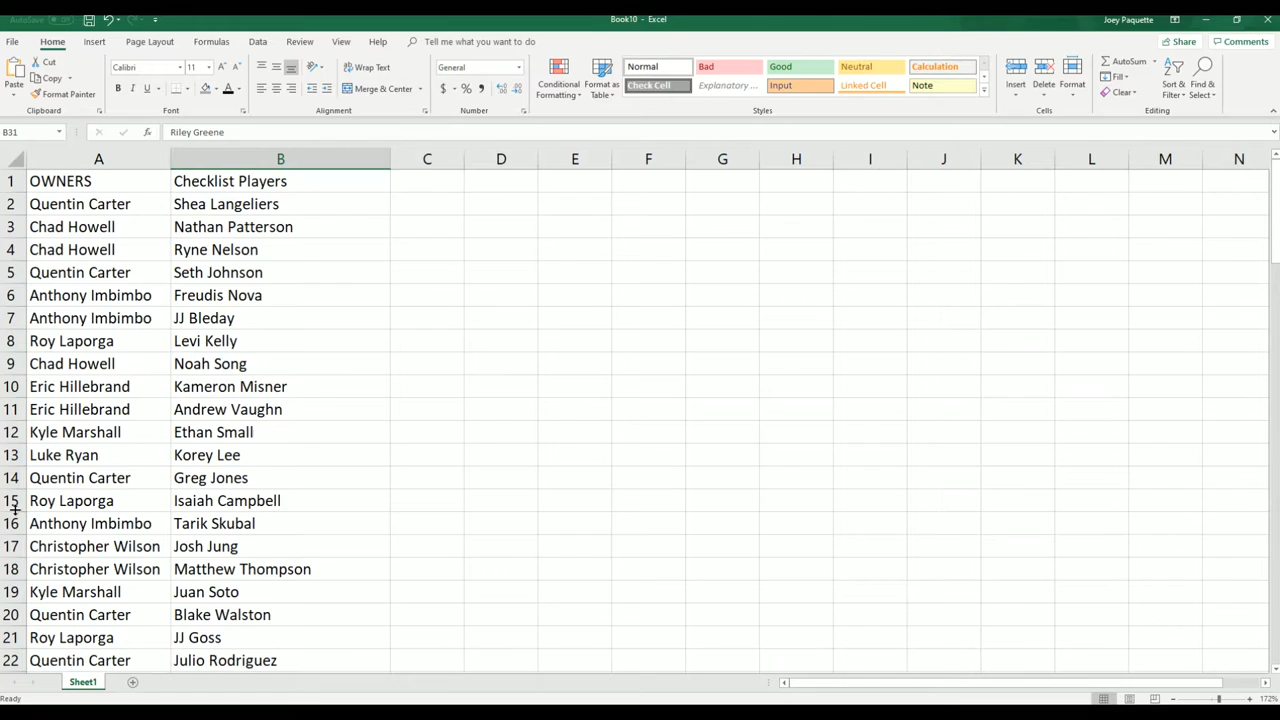 AutoSave Off Book10 - Excel Joey Paquette
File Home Insert Page Layout Formulas Data Review View Help Tell me what you want to do Share Comments
Paste Cut Copy Format Painter
Calibri 11
B I U
Wrap Text
Merge & Center
General
$ % ,
Conditional Formatting Format as Table
Normal Bad Good Neutral Calculation
Check Cell Explanatory ... Input Linked Cell Note
Insert Delete Format
AutoSum Fill Clear
Sort & Filter Find & Select
Clipboard Font Alignment Number Styles Cells Editing
B31 fx Riley Greene
A B C D E F G H I J K L M N
1 OWNERS Checklist Players
2 Quentin Carter Shea Langeliers
3 Chad Howell Nathan Patterson
4 Chad Howell Ryne Nelson
5 Quentin Carter Seth Johnson
6 Anthony Imbimbo Freudis Nova
7 Anthony Imbimbo JJ Bleday
8 Roy Laporga Levi Kelly
9 Chad Howell Noah Song
10 Eric Hillebrand Kameron Misner
11 Eric Hillebrand Andrew Vaughn
12 Kyle Marshall Ethan Small
13 Luke Ryan Korey Lee
14 Quentin Carter Greg Jones
15 Roy Laporga Isaiah Campbell
16 Anthony Imbimbo Tarik Skubal
17 Christopher Wilson Josh Jung
18 Christopher Wilson Matthew Thompson
19 Kyle Marshall Juan Soto
20 Quentin Carter Blake Walston
21 Roy Laporga JJ Goss
22 Quentin Carter Julio Rodriguez
Sheet1
Ready 172%